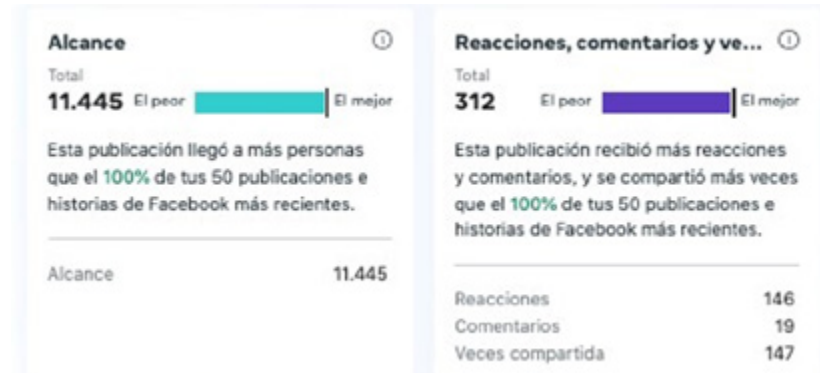 Alcance
Total
11.445 El peor El mejor
Esta publicación llegó a más personas
que el 100% de tus 50 publicaciones e
historias de Facebook más recientes.
Alcance 11.445
Reacciones, comentarios y ve...
Total
312 El peor El mejor
Esta publicación recibió más reacciones
y comentarios, y se compartió más veces
que el 100% de tus 50 publicaciones e
historias de Facebook más recientes.
Reacciones 146
Comentarios 19
Veces compartida 147